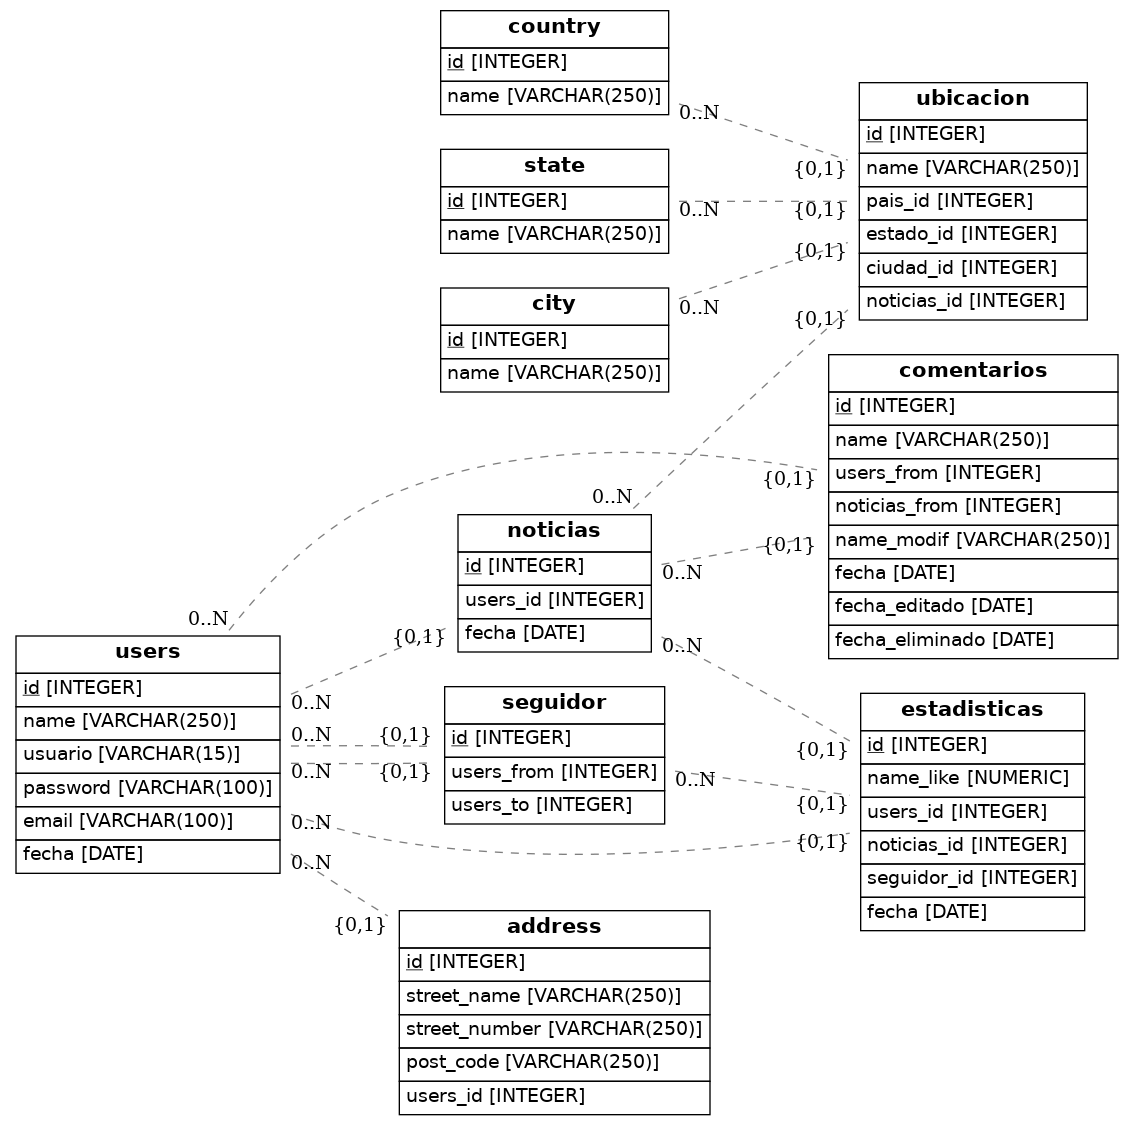 country
id [INTEGER]
name [VARCHAR(250)]
state
id [INTEGER]
name [VARCHAR(250)]
city
id [INTEGER]
name [VARCHAR(250)]
ubicacion
id [INTEGER]
name [VARCHAR(250)]
pais_id [INTEGER]
estado_id [INTEGER]
ciudad_id [INTEGER]
noticias_id [INTEGER]
0..N
{0,1}
0..N
{0,1}
0..N
{0,1}
0..N
{0,1}
comentarios
id [INTEGER]
name [VARCHAR(250)]
users_from [INTEGER]
noticias_from [INTEGER]
name_modif [VARCHAR(250)]
fecha [DATE]
fecha_editado [DATE]
fecha_eliminado [DATE]
0..N
{0,1}
0..N
{0,1}
noticias
id [INTEGER]
users_id [INTEGER]
fecha [DATE]
0..N
{0,1}
users
id [INTEGER]
name [VARCHAR(250)]
usuario [VARCHAR(15)]
password [VARCHAR(100)]
email [VARCHAR(100)]
fecha [DATE]
0..N
{0,1}
0..N
{0,1}
seguidor
id [INTEGER]
users_from [INTEGER]
users_to [INTEGER]
0..N
{0,1}
0..N
{0,1}
0..N
{0,1}
estadisticas
id [INTEGER]
name_like [NUMERIC]
users_id [INTEGER]
noticias_id [INTEGER]
seguidor_id [INTEGER]
fecha [DATE]
0..N
{0,1}
address
id [INTEGER]
street_name [VARCHAR(250)]
street_number [VARCHAR(250)]
post_code [VARCHAR(250)]
users_id [INTEGER]